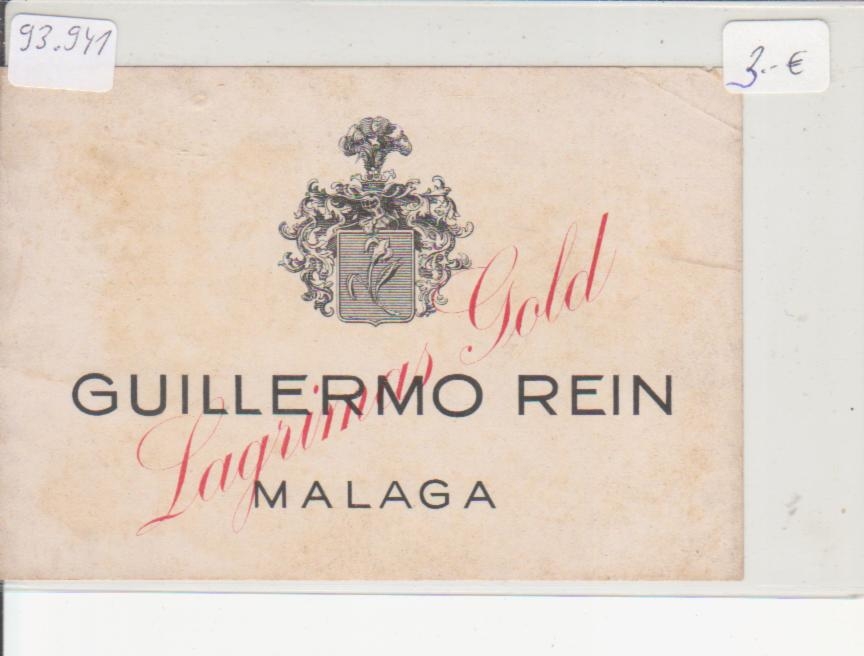 93.941
3.-€
Lagrimas Gold
GUILLERMO REIN
MALAGA